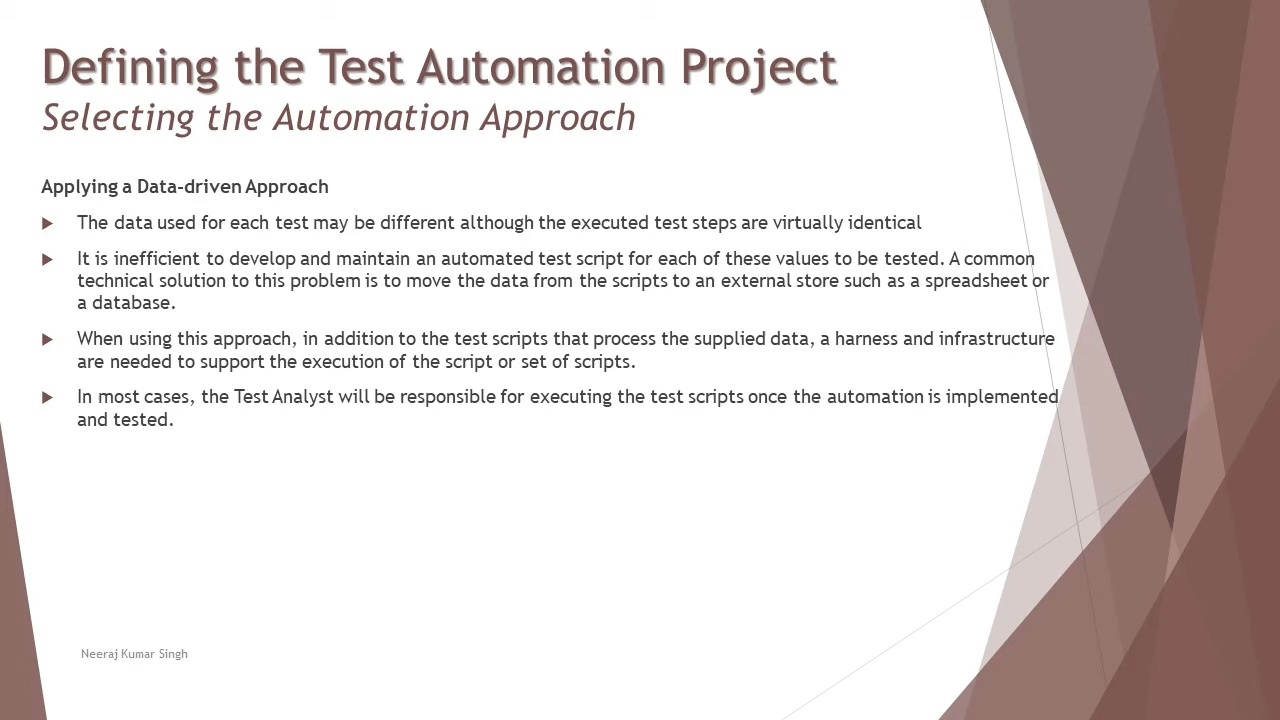 Defining the Test Automation Project
Selecting the Automation Approach
Applying a Data-driven Approach
The data used for each test may be different although the executed test steps are virtually identical
It is inefficient to develop and maintain an automated test script for each of these values to be tested. A common
technical solution to this problem is to move the data from the scripts to an external store such as a spreadsheet or
a database.
When using this approach, in addition to the test scripts that process the supplied data, a harness and infrastructure
are needed to support the execution of the script or set of scripts.
In most cases, the Test Analyst will be responsible for executing the test scripts once the automation is implemented
and tested.
Neeraj Kumar Singh